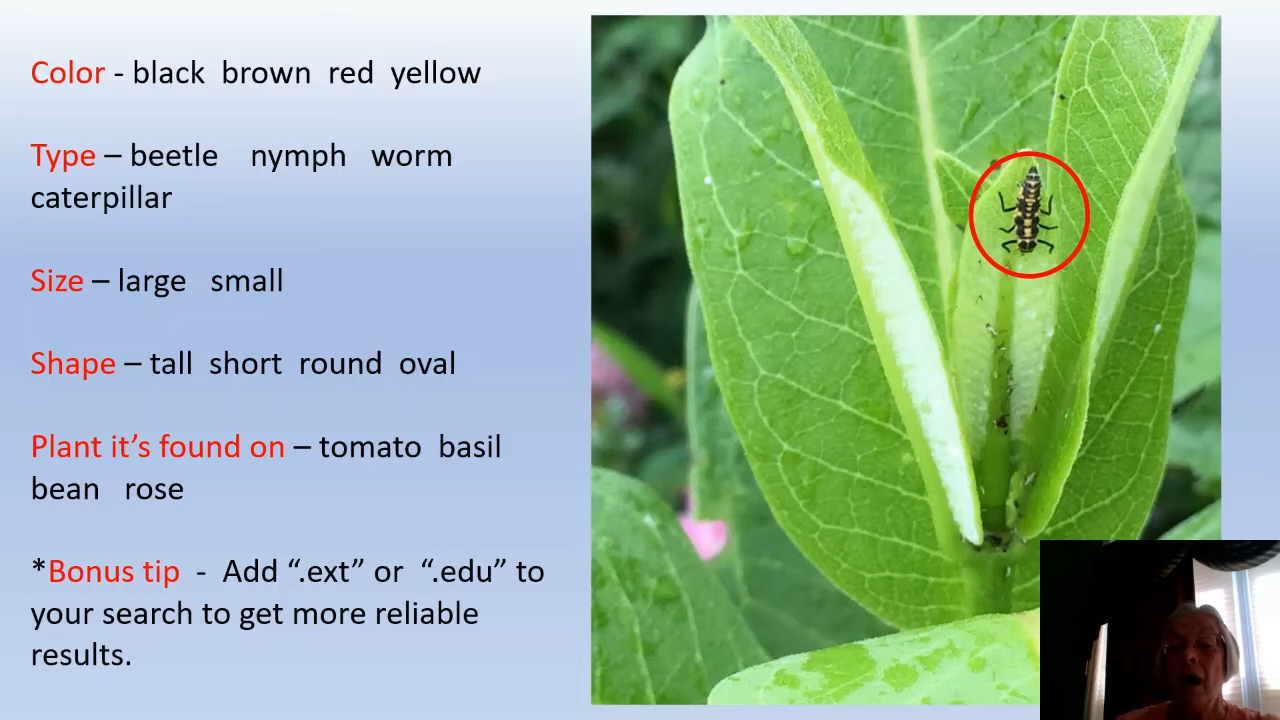 Color - black brown red yellow
Type – beetle nymph worm
caterpillar
Size – large small
Shape – tall short round oval
Plant it’s found on – tomato basil
bean rose
*Bonus tip - Add “.ext” or “.edu” to
your search to get more reliable
results.